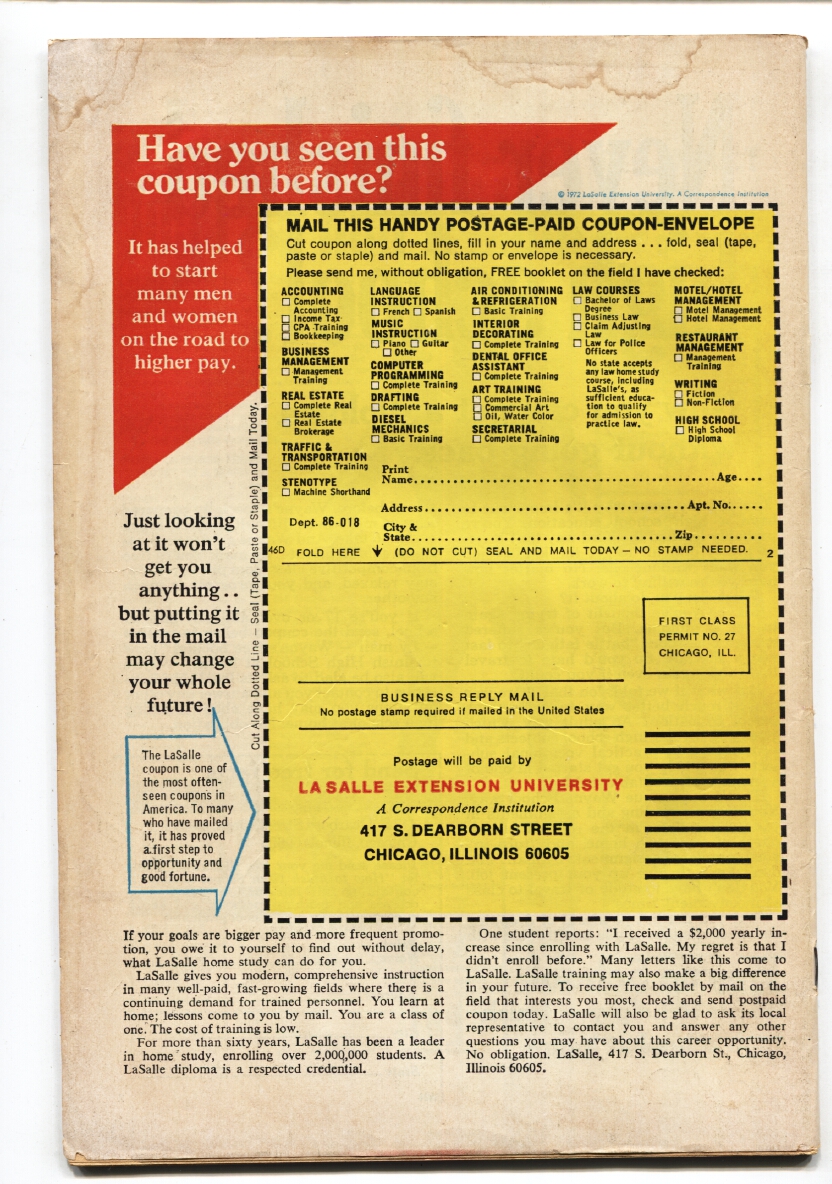 Have you seen this
coupon before?
It has helped
to start
many men
and women
on the road to
higher pay.
© 1972 LaSalle Extension University. A Correspondence Institution
MAIL THIS HANDY POSTAGE-PAID COUPON-ENVELOPE
Cut coupon along dotted lines, fill in your name and address . . . fold, seal (tape,
paste or staple) and mail. No stamp or envelope is necessary.
Please send me, without obligation, FREE booklet on the field I have checked:
ACCOUNTING
☐ Complete
Accounting
☐ Income Tax
☐ CPA Training
☐ Bookkeeping
BUSINESS
MANAGEMENT
☐ Management
Training
REAL ESTATE
☐ Complete Real
Estate
☐ Real Estate
Brokerage
TRAFFIC &
TRANSPORTATION
☐ Complete Training
STENOTYPE
☐ Machine Shorthand
LANGUAGE
INSTRUCTION
☐ French ☐ Spanish
MUSIC
INSTRUCTION
☐ Piano ☐ Guitar
☐ Other
COMPUTER
PROGRAMMING
☐ Complete Training
DRAFTING
☐ Complete Training
DIESEL
MECHANICS
☐ Basic Training
AIR CONDITIONING
& REFRIGERATION
☐ Basic Training
INTERIOR
DECORATING
☐ Complete Training
DENTAL OFFICE
ASSISTANT
☐ Complete Training
ART TRAINING
☐ Complete Training
☐ Commercial Art
☐ Oil, Water Color
SECRETARIAL
☐ Complete Training
LAW COURSES
☐ Bachelor of Laws
Degree
☐ Business Law
☐ Claim Adjusting
Law
☐ Law for Police
Officers
No state accepts
any law home study
course, including
LaSalle's, as
sufficient educa-
tion to qualify
for admission to
practice law.
MOTEL/HOTEL
MANAGEMENT
☐ Motel Management
☐ Hotel Management
RESTAURANT
MANAGEMENT
☐ Management
Training
WRITING
☐ Fiction
☐ Non-Fiction
HIGH SCHOOL
☐ High School
Diploma
Print
Name.......................................................Age....
Address..............................................Apt. No......
Dept. 86-018
City &
State..............................................Zip..........
46D FOLD HERE ↓ (DO NOT CUT) SEAL AND MAIL TODAY — NO STAMP NEEDED. 2
Cut Along Dotted Line — Seal (Tape, Paste or Staple) and Mail Today.
Just looking
at it won't
get you
anything . .
but putting it
in the mail
may change
your whole
future!
The LaSalle
coupon is one of
the most often-
seen coupons in
America. To many
who have mailed
it, it has proved
a first step to
opportunity and
good fortune.
FIRST CLASS
PERMIT NO. 27
CHICAGO, ILL.
BUSINESS REPLY MAIL
No postage stamp required if mailed in the United States
Postage will be paid by
LASALLE EXTENSION UNIVERSITY
A Correspondence Institution
417 S. DEARBORN STREET
CHICAGO, ILLINOIS 60605
If your goals are bigger pay and more frequent promo-
tion, you owe it to yourself to find out without delay,
what LaSalle home study can do for you.
LaSalle gives you modern, comprehensive instruction
in many well-paid, fast-growing fields where there is a
continuing demand for trained personnel. You learn at
home; lessons come to you by mail. You are a class of
one. The cost of training is low.
For more than sixty years, LaSalle has been a leader
in home study, enrolling over 2,000,000 students. A
LaSalle diploma is a respected credential.
One student reports: "I received a $2,000 yearly in-
crease since enrolling with LaSalle. My regret is that I
didn't enroll before." Many letters like this come to
LaSalle. LaSalle training may also make a big difference
in your future. To receive free booklet by mail on the
field that interests you most, check and send postpaid
coupon today. LaSalle will also be glad to ask its local
representative to contact you and answer any other
questions you may have about this career opportunity.
No obligation. LaSalle, 417 S. Dearborn St., Chicago,
Illinois 60605.